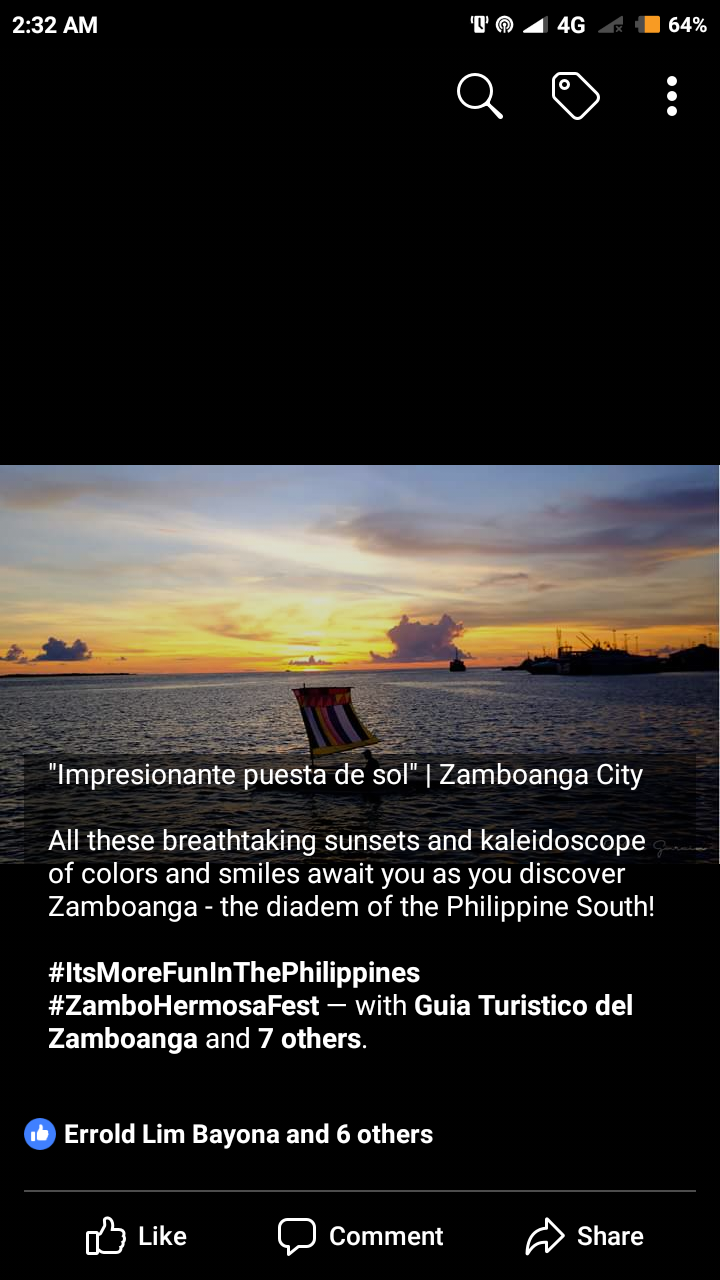 2:32 AM
4G
64%
"Impresionante puesta de sol" | Zamboanga City
All these breathtaking sunsets and kaleidoscope
of colors and smiles await you as you discover
Zamboanga - the diadem of the Philippine South!
#ItsMoreFunInThePhilippines
#ZamboHermosaFest — with Guia Turistico del
Zamboanga and 7 others.
Errold Lim Bayona and 6 others
Like
Comment
Share